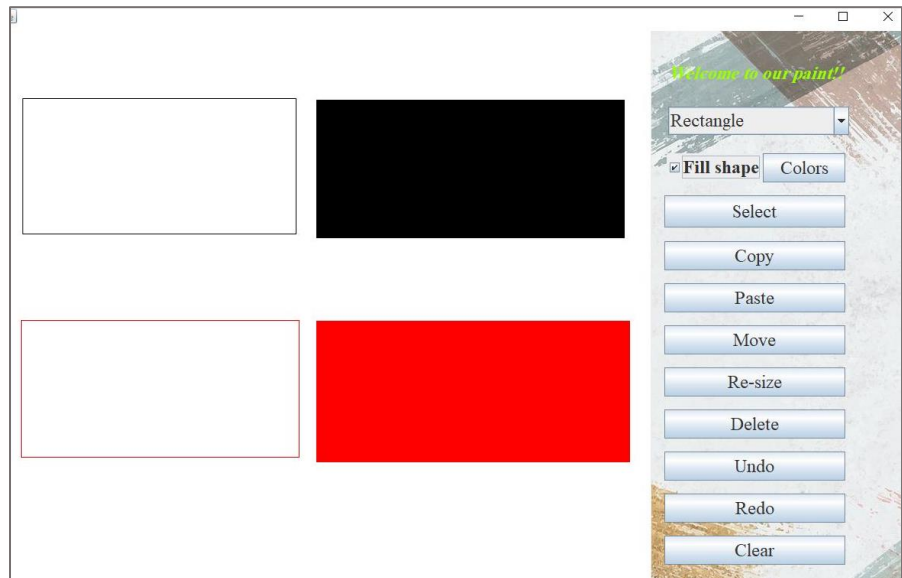 Welcome to our paint!!
Rectangle
Fill shape Colors
Select
Copy
Paste
Move
Re-size
Delete
Undo
Redo
Clear